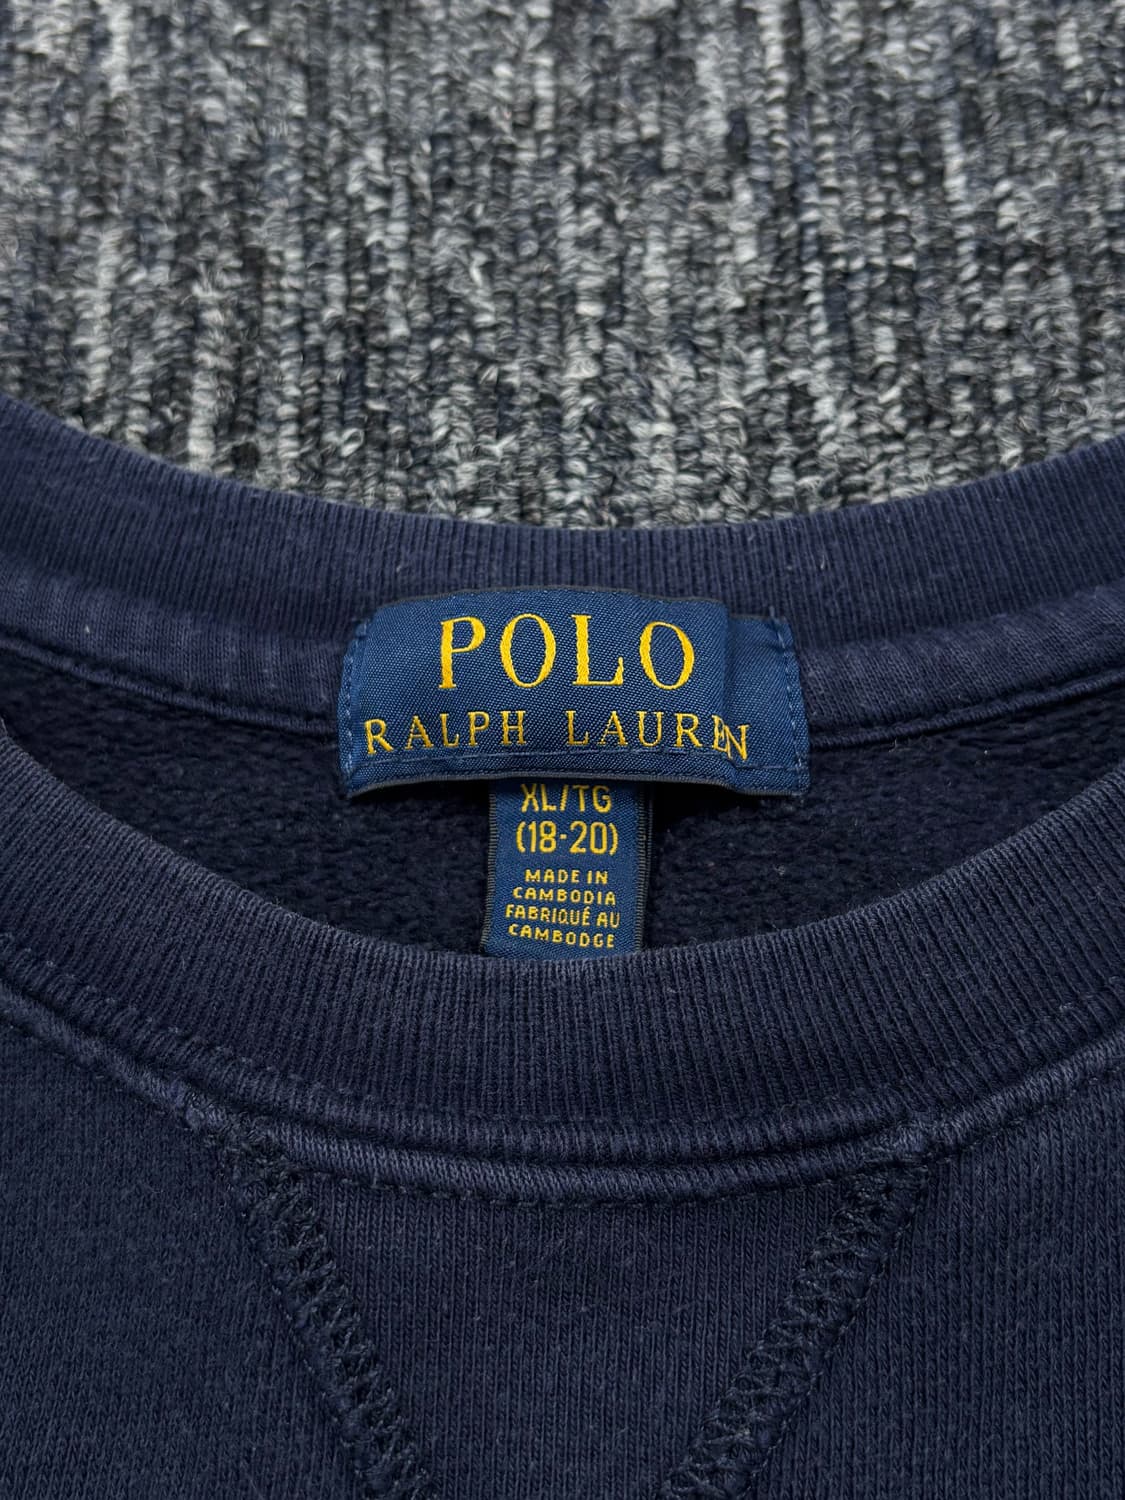 POLO
RALPH LAUREN
XL/TG
(18-20)
MADE IN
CAMBODIA
FABRIQUÉ AU
CAMBODGE